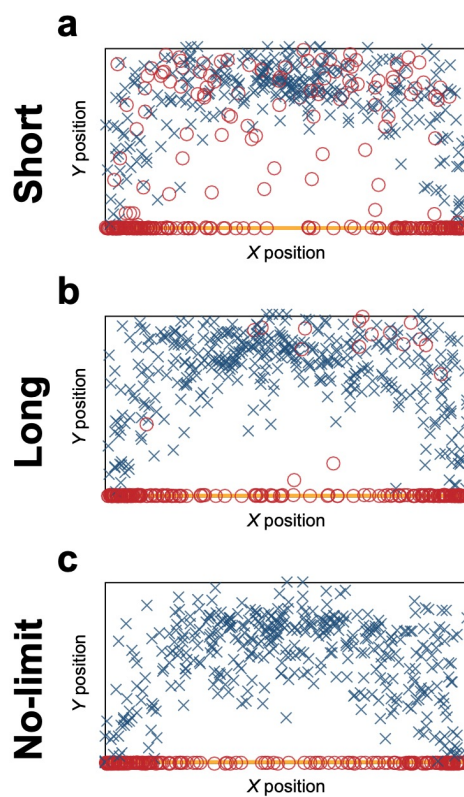 a
Short
Y position
X position
b
Long
Y position
X position
c
No-limit
Y position
X position